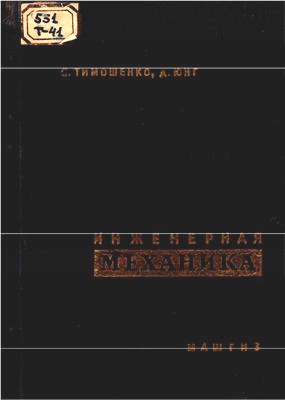 531
Т-41
С. ТИМОШЕНКО, Д. ЮНГ
ИНЖЕНЕРНАЯ
МЕХАНИКА
МАШГИЗ